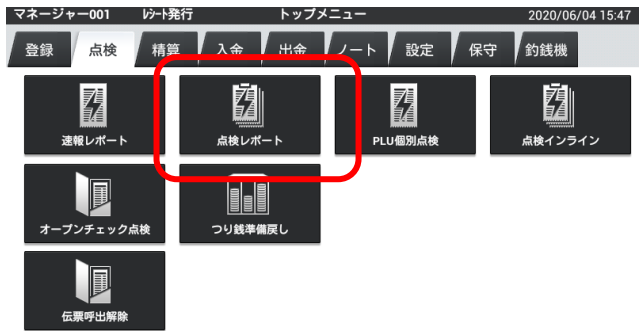 マネージャー001 レシート発行 トップメニュー 2020/06/04 15:47
登録 点検 精算 入金 出金 ノート 設定 保守 釣銭機
速報レポート 点検レポート PLU個別点検 点検インライン
オープンチェック点検 つり銭準備戻し
伝票呼出解除